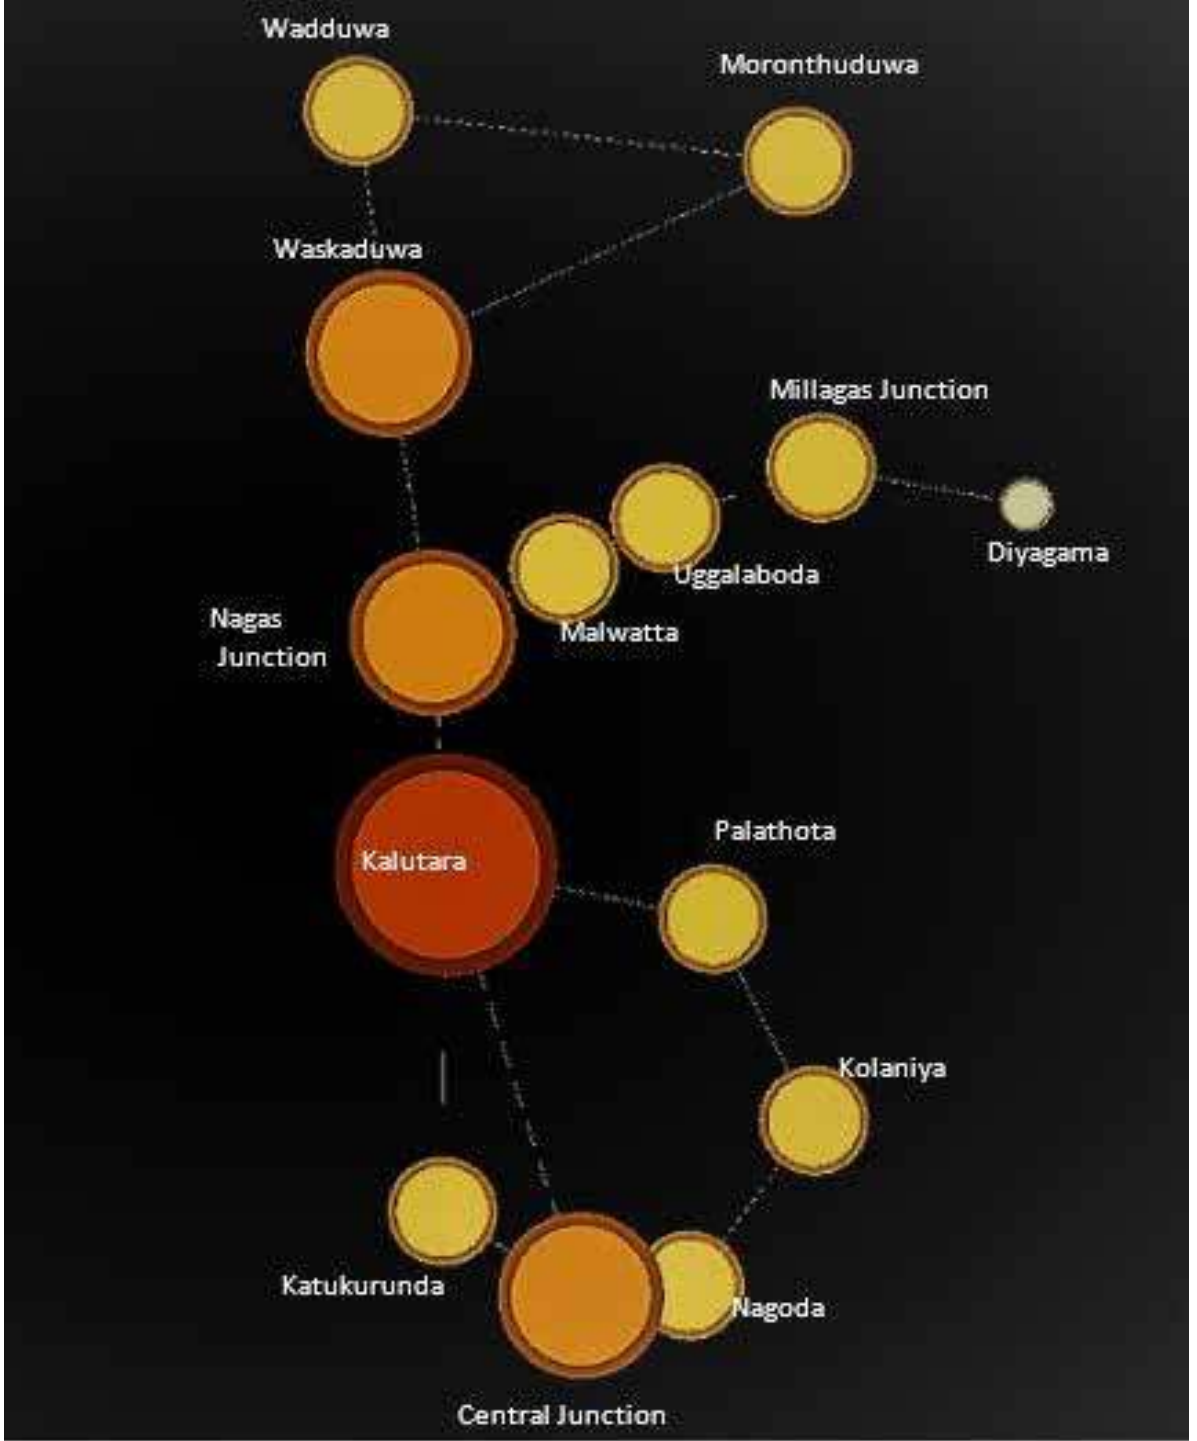 Wadduwa
Moronthuduwa
Waskaduwa
Millagas Junction
Diyagama
Uggalaboda
Malwatta
Nagas
Junction
Palathota
Kalutara
Kolaniya
Katukurunda
Nagoda
Central Junction